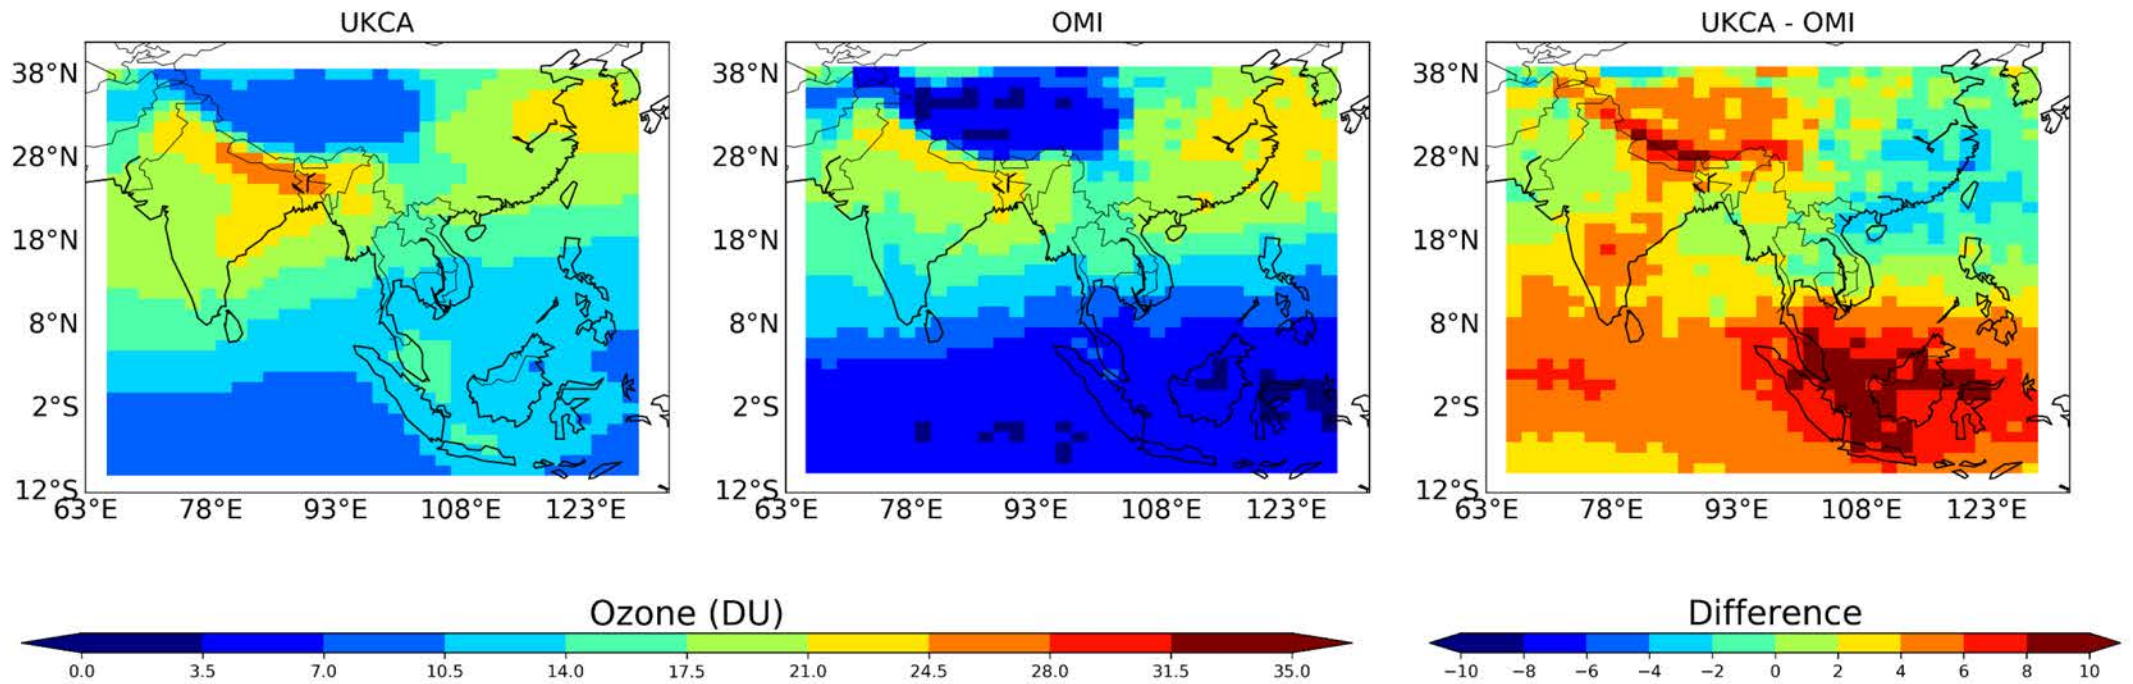 UKCA
OMI
UKCA - OMI
38°N
28°N
18°N
8°N
2°S
12°S
63°E 78°E 93°E 108°E 123°E
38°N
28°N
18°N
8°N
2°S
12°S
63°E 78°E 93°E 108°E 123°E
38°N
28°N
18°N
8°N
2°S
12°S
63°E 78°E 93°E 108°E 123°E
Ozone (DU)
0.0 3.5 7.0 10.5 14.0 17.5 21.0 24.5 28.0 31.5 35.0
Difference
−10 −8 −6 −4 −2 0 2 4 6 8 10